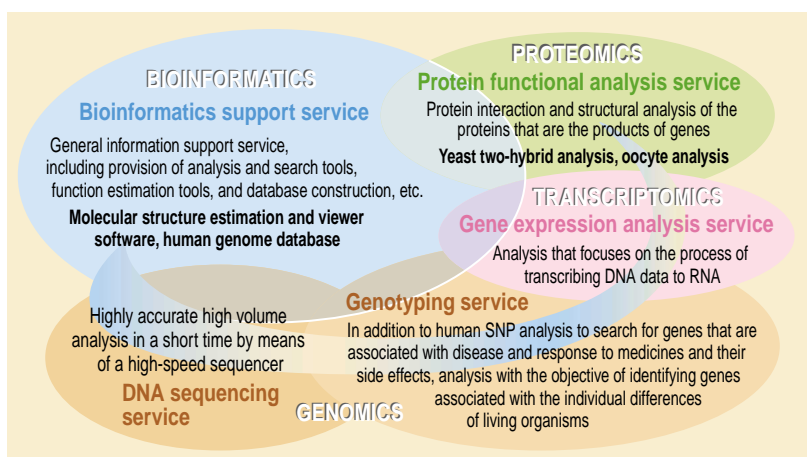 BIOINFORMATICS
Bioinformatics support service
General information support service,
including provision of analysis and search tools,
function estimation tools, and database construction, etc.
Molecular structure estimation and viewer
software, human genome database
PROTEOMICS
Protein functional analysis service
Protein interaction and structural analysis of the
proteins that are the products of genes
Yeast two-hybrid analysis, oocyte analysis
TRANSCRIPTOMICS
Gene expression analysis service
Analysis that focuses on the process of
transcribing DNA data to RNA
Highly accurate high volume
analysis in a short time by means
of a high-speed sequencer
DNA sequencing
service
GENOMICS
Genotyping service
In addition to human SNP analysis to search for genes that are
associated with disease and response to medicines and their
side effects, analysis with the objective of identifying genes
associated with the individual differences
of living organisms